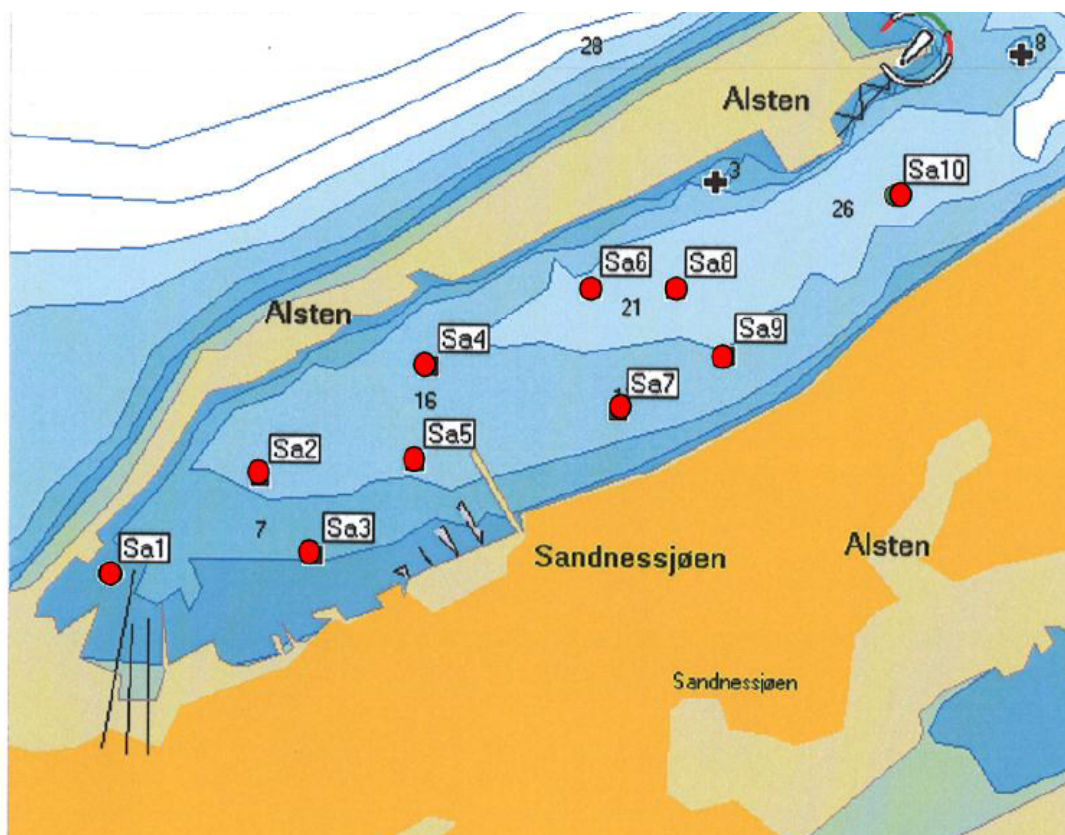 28
8
Alsten
3
Sa10
26
Sa6
Sa8
21
Alsten
Sa9
Sa4
Sa7
16
Sa5
Sa2
7
Sa3
Sa1
Sandnessjøen
Alsten
Sandnessjøen